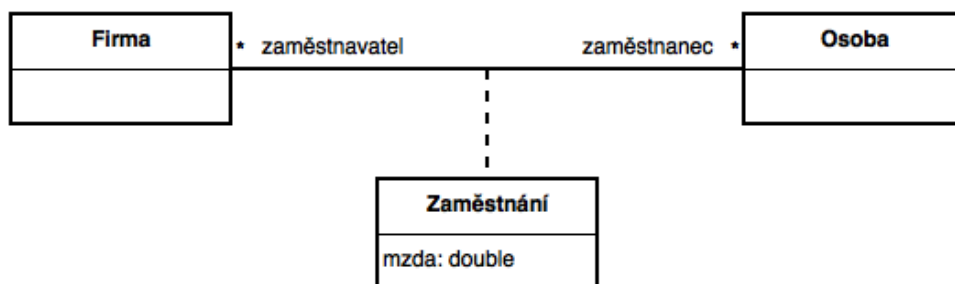 Firma
* zaměstnavatel
zaměstnanec *
Osoba
Zaměstnání
mzda: double